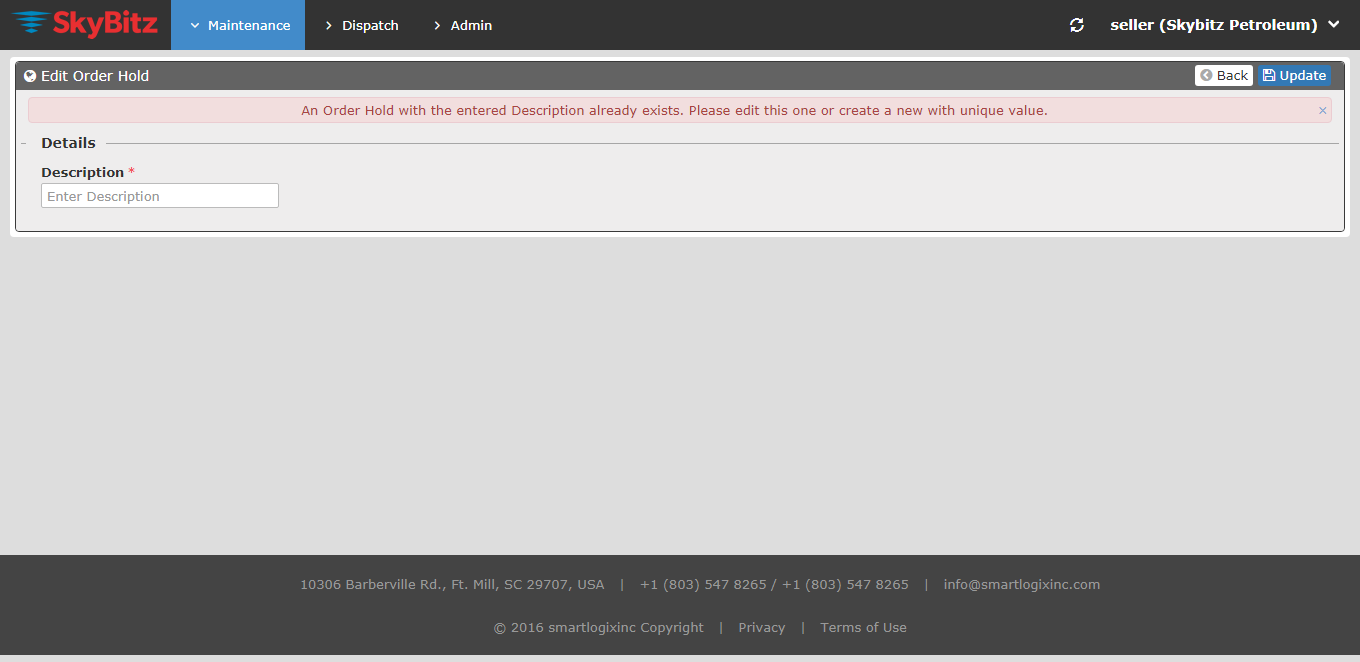 SkyBitz Maintenance Dispatch Admin seller (Skybitz Petroleum)
Edit Order Hold Back Update
An Order Hold with the entered Description already exists. Please edit this one or create a new with unique value. ×
Details
Description *
Enter Description
10306 Barberville Rd., Ft. Mill, SC 29707, USA | +1 (803) 547 8265 / +1 (803) 547 8265 | info@smartlogixinc.com
© 2016 smartlogixinc Copyright | Privacy | Terms of Use